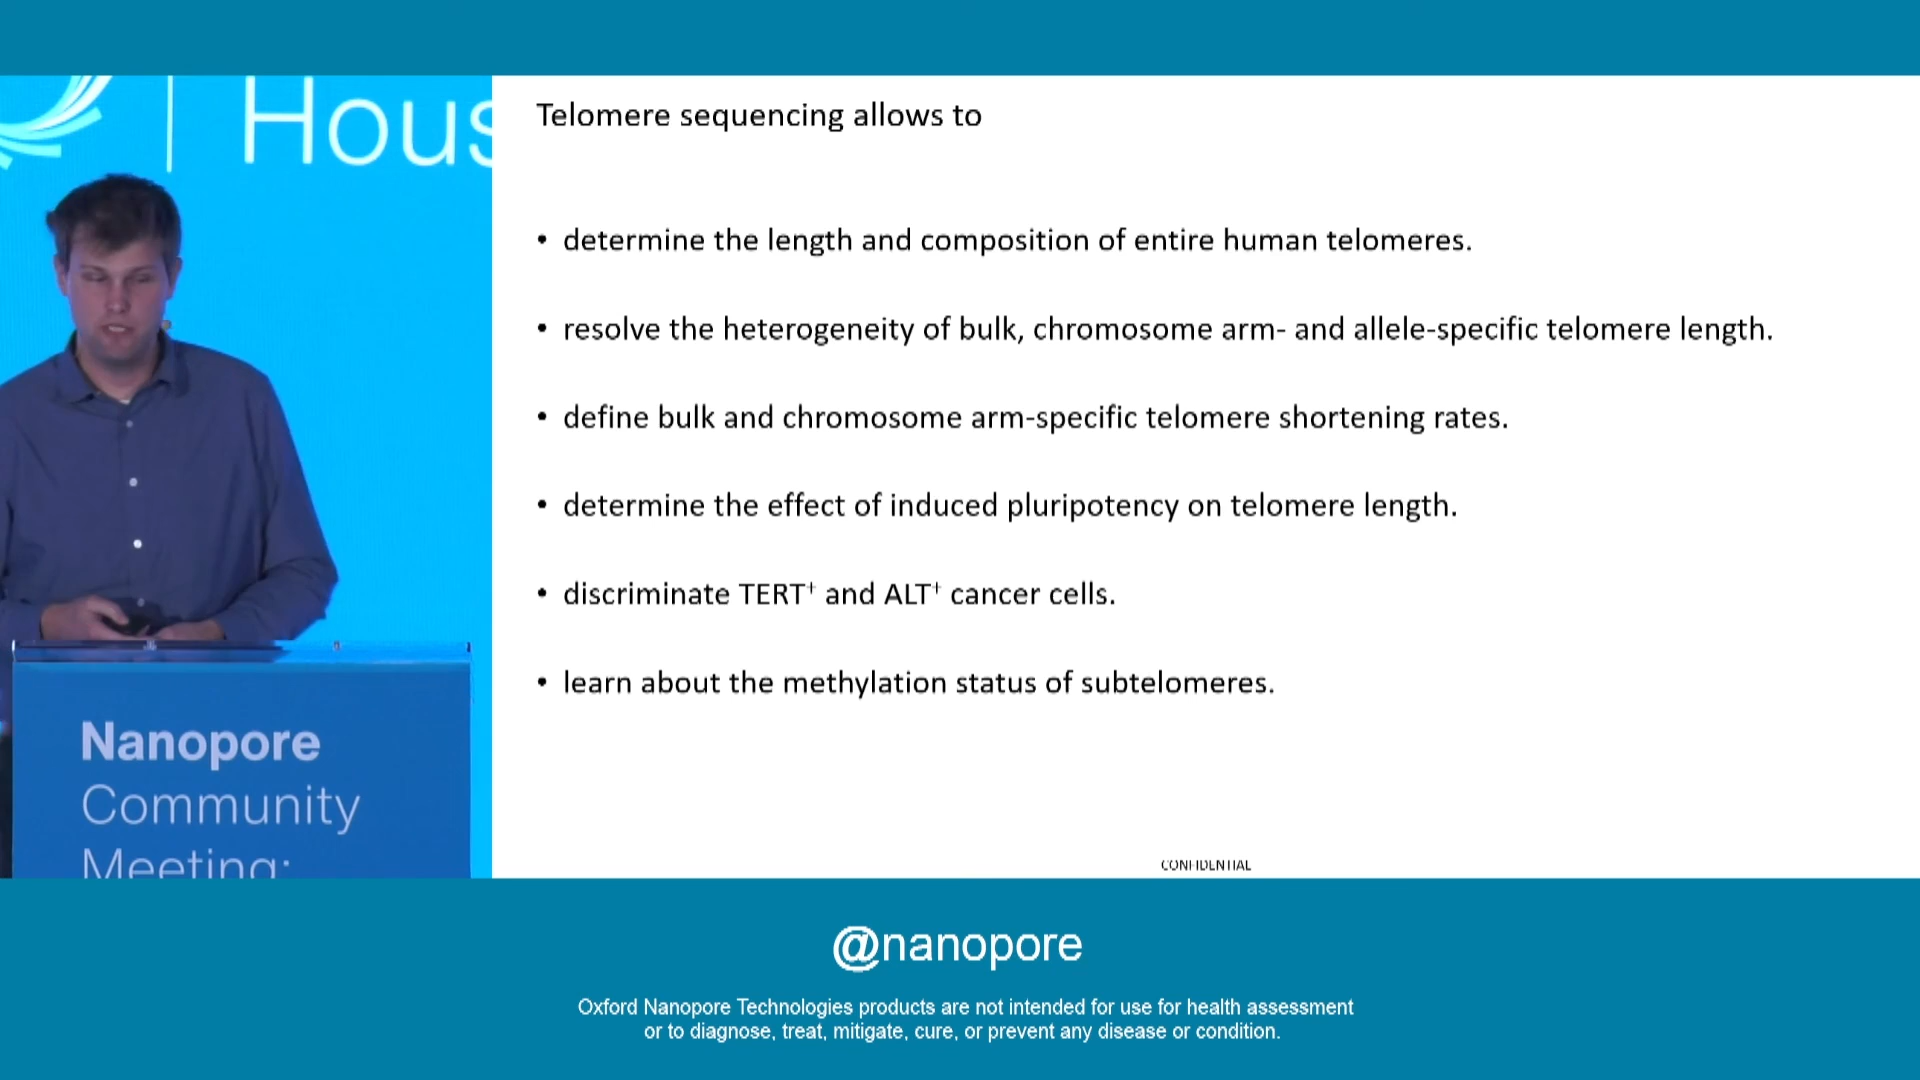 Hous
Telomere sequencing allows to
• determine the length and composition of entire human telomeres.
• resolve the heterogeneity of bulk, chromosome arm- and allele-specific telomere length.
• define bulk and chromosome arm-specific telomere shortening rates.
• determine the effect of induced pluripotency on telomere length.
• discriminate TERT⁺ and ALT⁺ cancer cells.
• learn about the methylation status of subtelomeres.
CONFIDENTIAL
Nanopore
Community
Meeting:
@nanopore
Oxford Nanopore Technologies products are not intended for use for health assessment
or to diagnose, treat, mitigate, cure, or prevent any disease or condition.